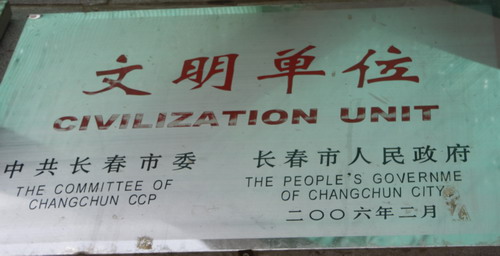 文明单位
CIVILIZATION UNIT
中共长春市委
THE COMMITTEE OF
CHANGCHUN CCP
长春市人民政府
THE PEOPLE'S GOVERNME
OF CHANGCHUN CITY
二〇〇六年二月